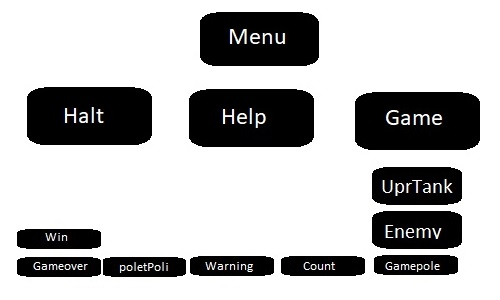 Menu
Halt
Help
Game
UprTank
Enemy
Win
Gameover
poletPoli
Warning
Count
Gamepole